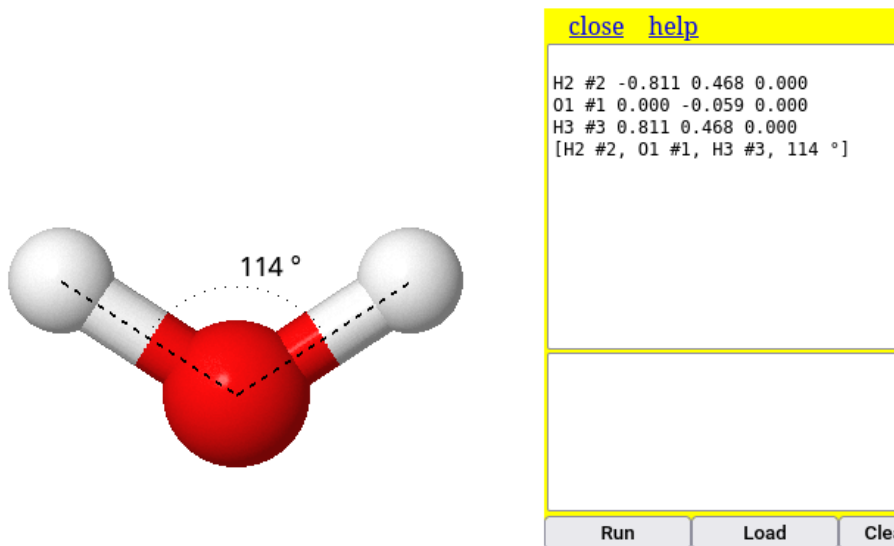 close help
H2 #2 -0.811 0.468 0.000
O1 #1 0.000 -0.059 0.000
H3 #3 0.811 0.468 0.000
[H2 #2, O1 #1, H3 #3, 114 °]
114 °
Run Load